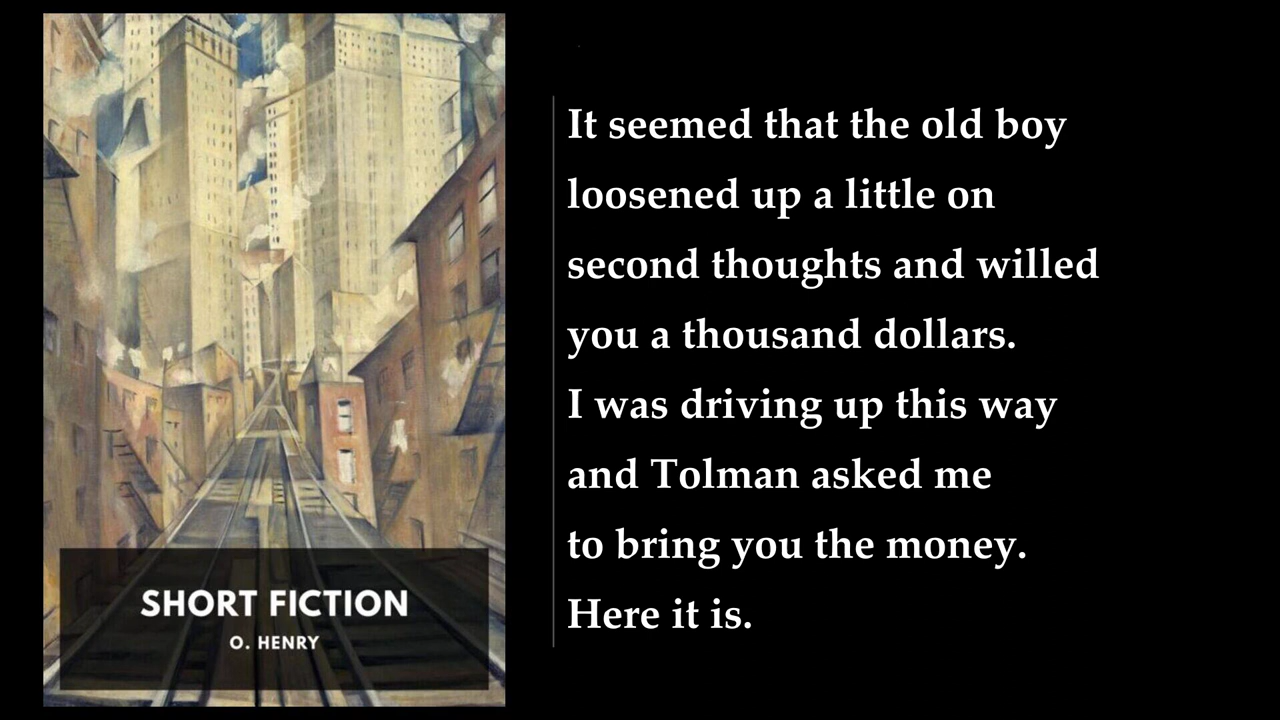 SHORT FICTION
O. HENRY
It seemed that the old boy
loosened up a little on
second thoughts and willed
you a thousand dollars.
I was driving up this way
and Tolman asked me
to bring you the money.
Here it is.